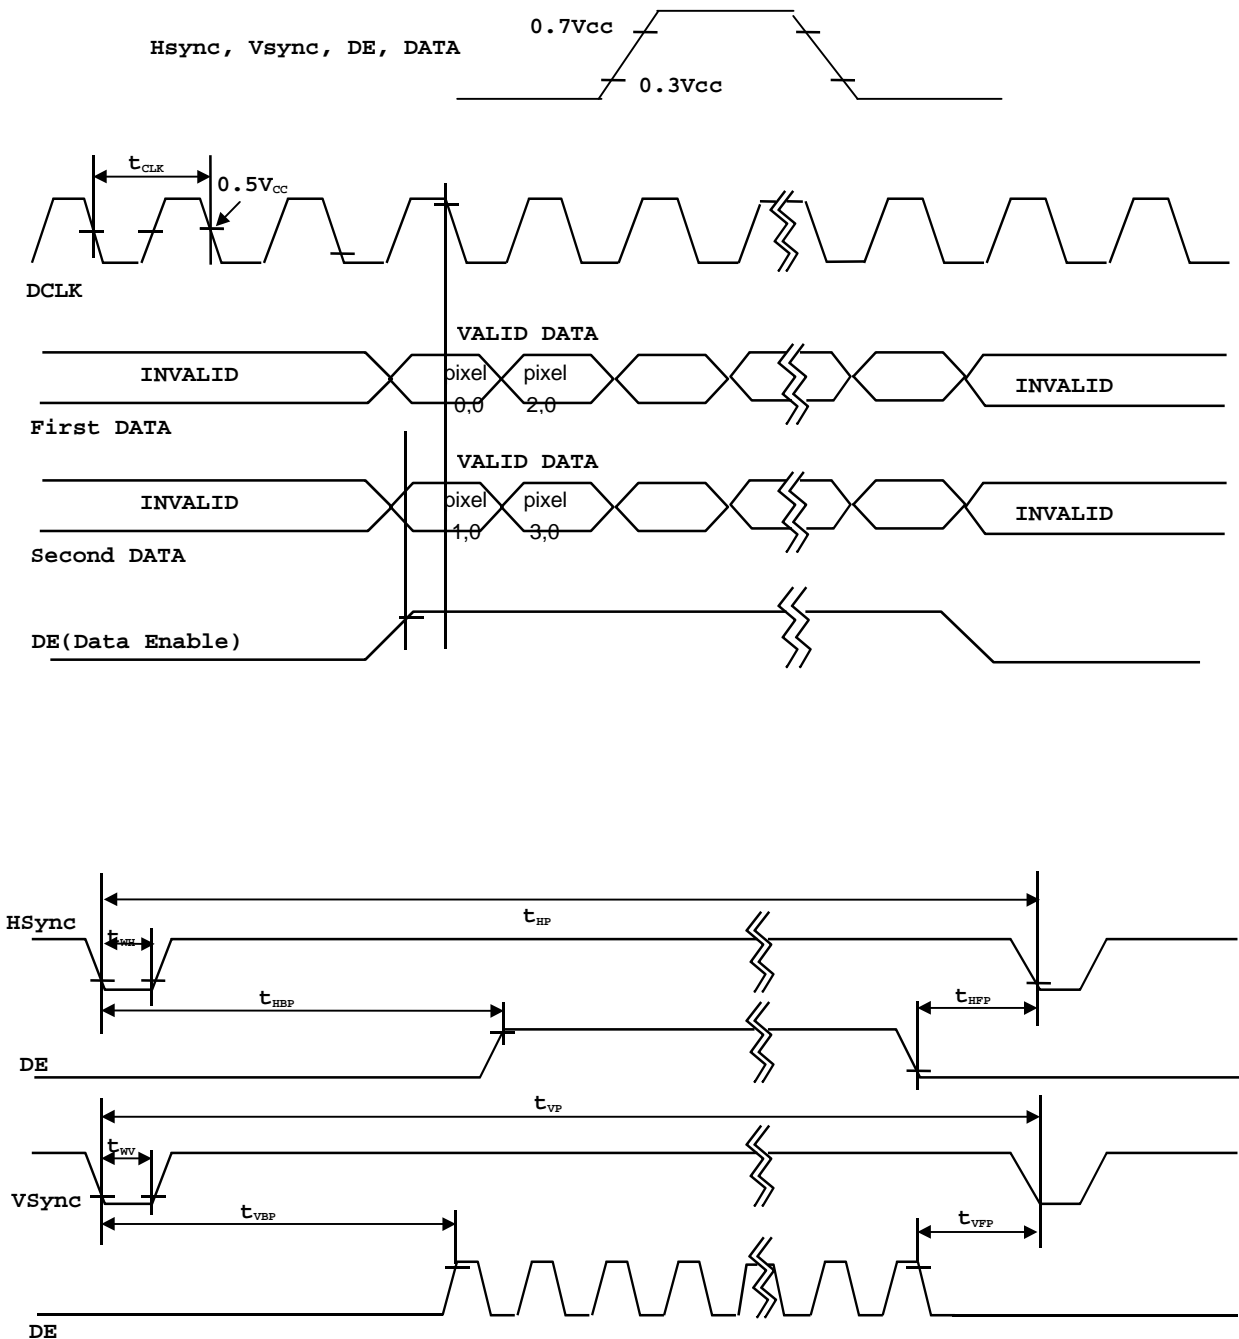 0.7Vcc
Hsync, Vsync, DE, DATA
0.3Vcc
tCLK
0.5VCC
DCLK
VALID DATA
INVALID
pixel
0,0
pixel
2,0
INVALID
First DATA
VALID DATA
INVALID
pixel
1,0
pixel
3,0
INVALID
Second DATA
DE(Data Enable)
HSync
tHP
tWH
tHBP
tHFP
DE
tVP
tWV
VSync
tVBP
tVFP
DE